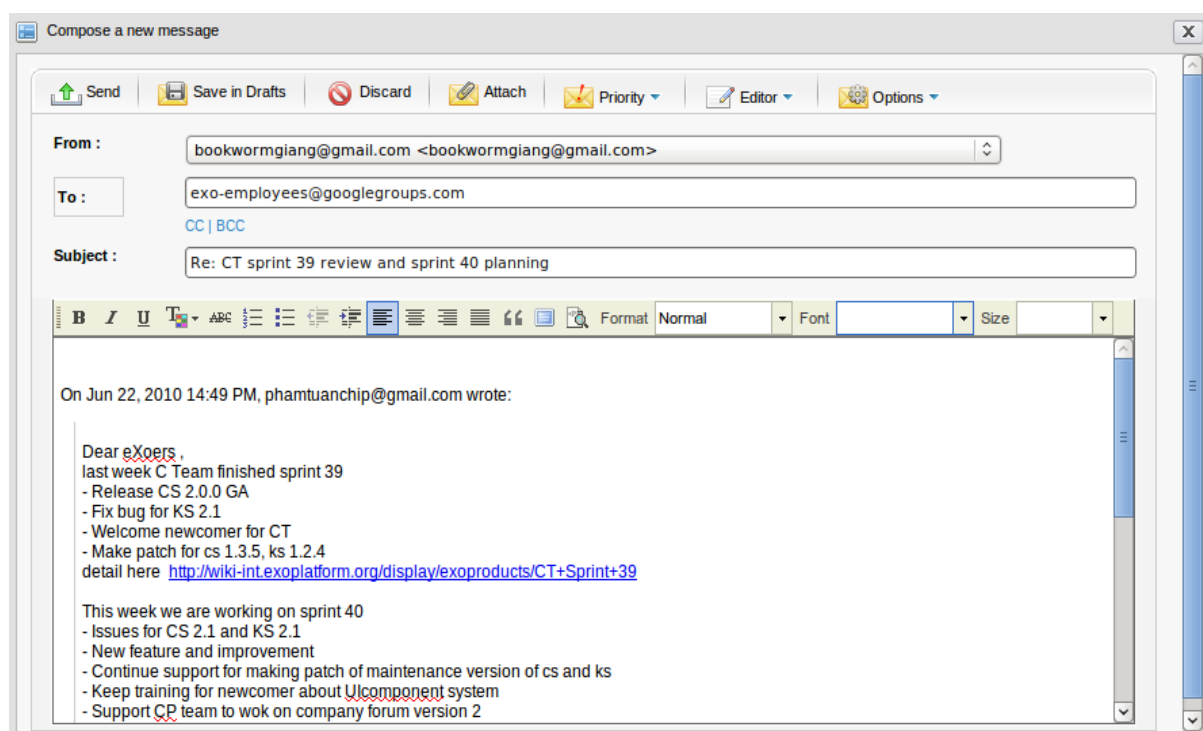 Compose a new message
X
Send Save in Drafts Discard Attach Priority Editor Options
From : bookwormgiang@gmail.com <bookwormgiang@gmail.com>
To : exo-employees@googlegroups.com
CC | BCC
Subject : Re: CT sprint 39 review and sprint 40 planning
B I U T ABC Format Normal Font Size
On Jun 22, 2010 14:49 PM, phamtuanchip@gmail.com wrote:
Dear eXoers ,
last week C Team finished sprint 39
- Release CS 2.0.0 GA
- Fix bug for KS 2.1
- Welcome newcomer for CT
- Make patch for cs 1.3.5, ks 1.2.4
detail here http://wiki-int.exoplatform.org/display/exoproducts/CT+Sprint+39
This week we are working on sprint 40
- Issues for CS 2.1 and KS 2.1
- New feature and improvement
- Continue support for making patch of maintenance version of cs and ks
- Keep training for newcomer about UIcomponent system
- Support CP team to wok on company forum version 2